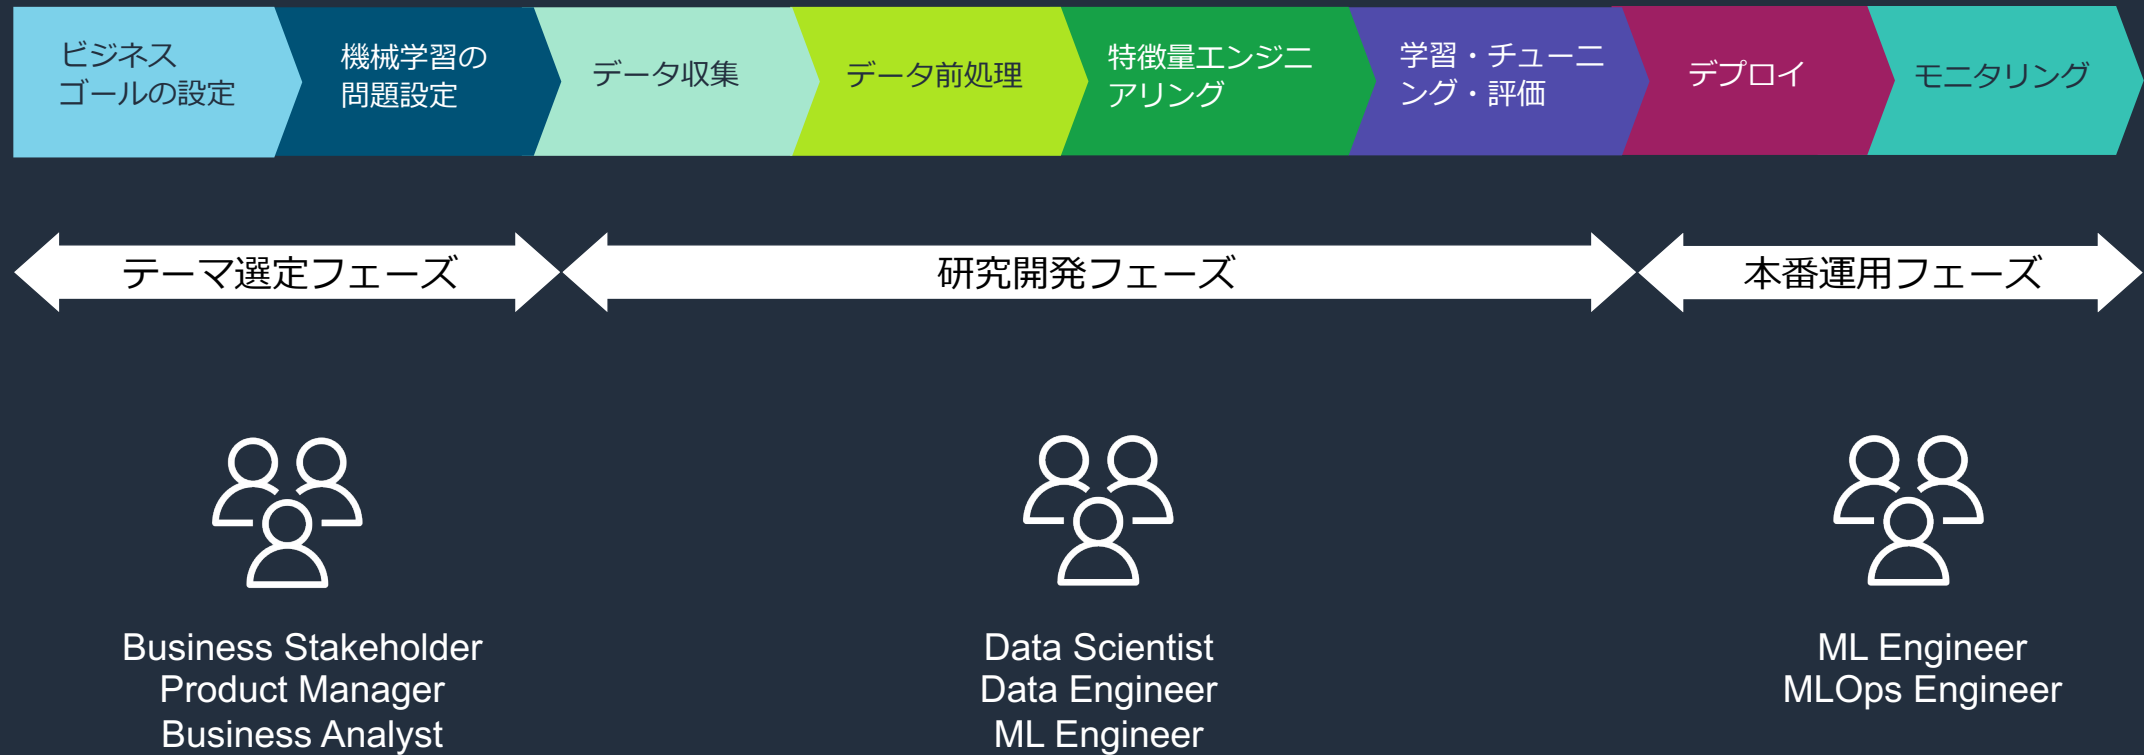 ビジネス
ゴールの設定
機械学習の
問題設定
データ収集
データ前処理
特徴量エンジニ
アリング
学習・チューニ
ング・評価
デプロイ
モニタリング
テーマ選定フェーズ
研究開発フェーズ
本番運用フェーズ
Business Stakeholder
Product Manager
Business Analyst
Data Scientist
Data Engineer
ML Engineer
ML Engineer
MLOps Engineer